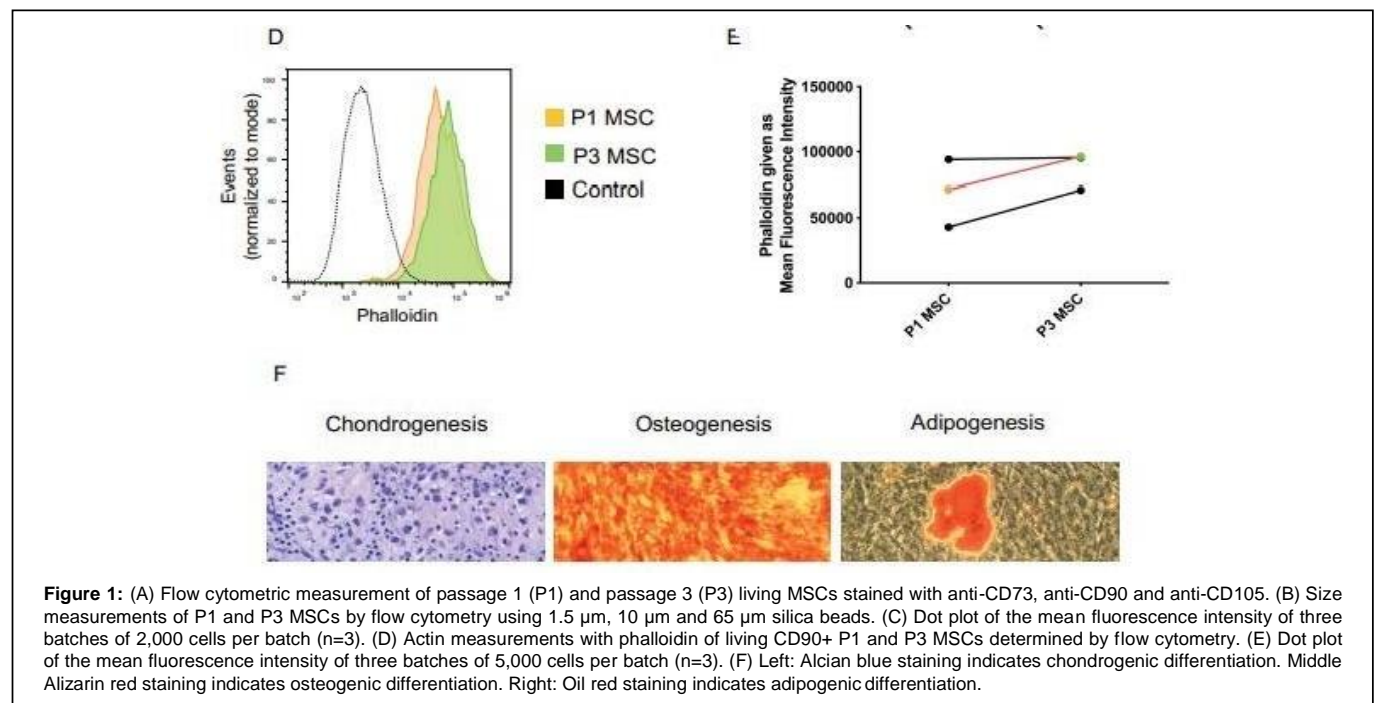 D
E
100
80
60
40
20
0
Events
(normalized to mode)
10²
10³
10⁴
10⁵
10⁶
Phalloidin
P1 MSC
P3 MSC
Control
Phalloidin given as
Mean Fluorescence Intensity
150000
100000
50000
0
P1 MSC
P3 MSC
F
Chondrogenesis
Osteogenesis
Adipogenesis
Figure 1: (A) Flow cytometric measurement of passage 1 (P1) and passage 3 (P3) living MSCs stained with anti-CD73, anti-CD90 and anti-CD105. (B) Size
measurements of P1 and P3 MSCs by flow cytometry using 1.5 µm, 10 µm and 65 µm silica beads. (C) Dot plot of the mean fluorescence intensity of three
batches of 2,000 cells per batch (n=3). (D) Actin measurements with phalloidin of living CD90+ P1 and P3 MSCs determined by flow cytometry. (E) Dot plot
of the mean fluorescence intensity of three batches of 5,000 cells per batch (n=3). (F) Left: Alcian blue staining indicates chondrogenic differentiation. Middle
Alizarin red staining indicates osteogenic differentiation. Right: Oil red staining indicates adipogenic differentiation.